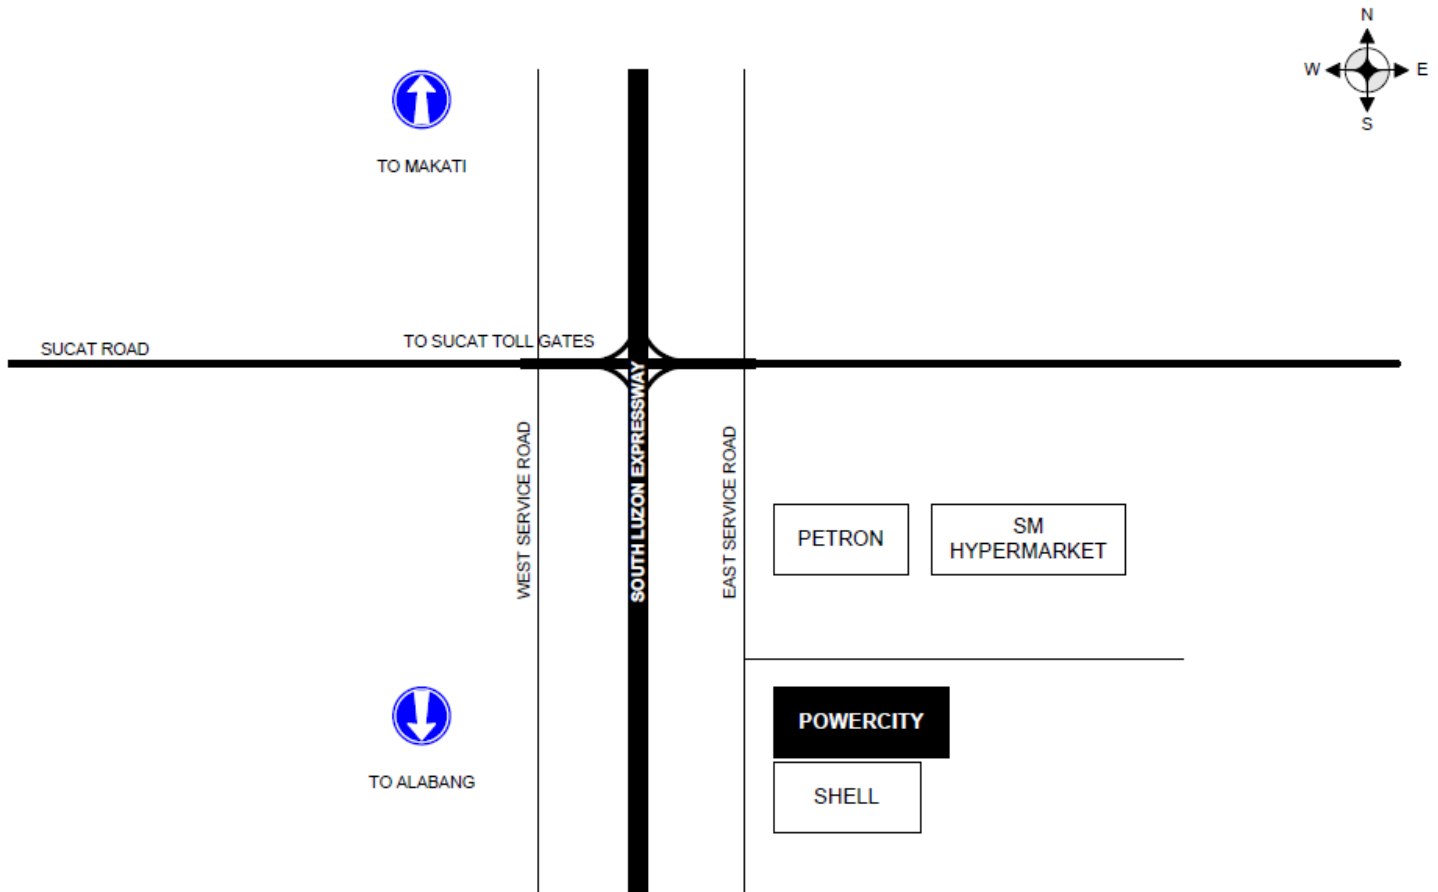 N
W
E
S
TO MAKATI
SUCAT ROAD
TO SUCAT TOLL GATES
WEST SERVICE ROAD
SOUTH LUZON EXPRESSWAY
EAST SERVICE ROAD
PETRON
SM
HYPERMARKET
POWERCITY
TO ALABANG
SHELL